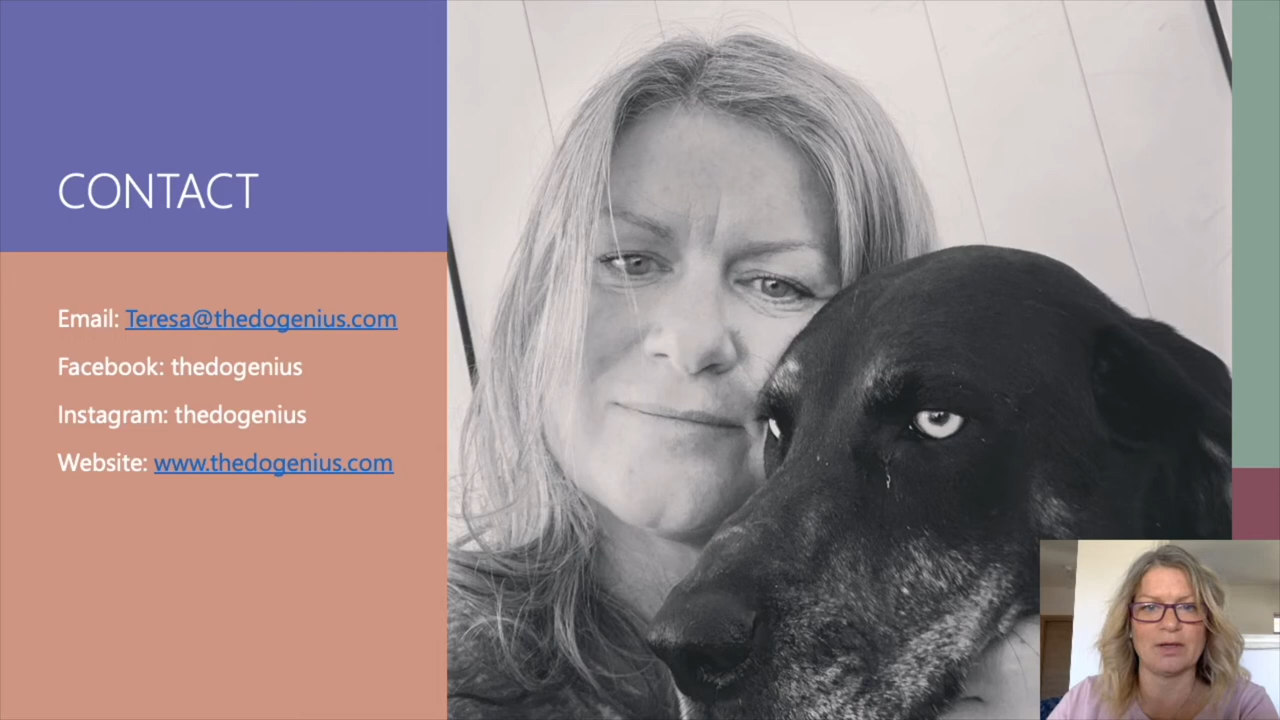 CONTACT
Email: Teresa@thedogenius.com
Facebook: thedogenius
Instagram: thedogenius
Website: www.thedogenius.com